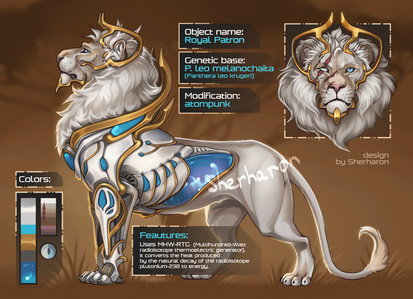 Object name:
Royal Patron
Genetic base:
P. leo melanochaita
(Panthera leo krugeri)
Modification:
atompunk
design
by Sherharon
Colors:
sherharon
Feautures:
Uses MHW-RTG (Multihundred-Watt
radioisotope thermoelectric generator).
It converts the heat produced
by the natural decay of the radioisotope
plutonium-238 to energy.